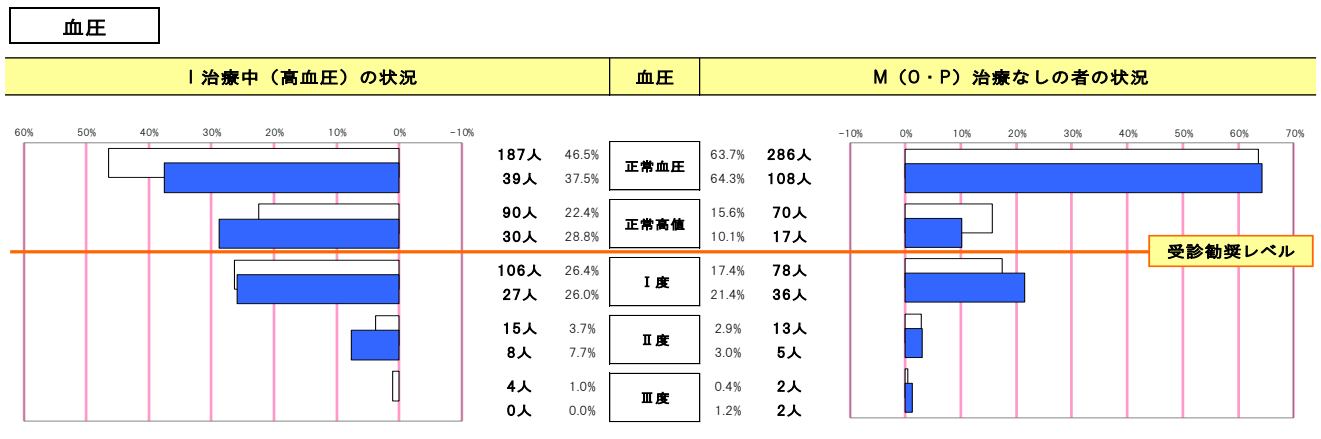 血圧
Ⅰ治療中（高血圧）の状況 血圧 M（O・P）治療なしの者の状況
60% 50% 40% 30% 20% 10% 0% -10% -10% 0% 10% 20% 30% 40% 50% 60% 70%
187人 46.5% 正常血圧 63.7% 286人
39人 37.5% 64.3% 108人
90人 22.4% 正常高値 15.6% 70人
30人 28.8% 10.1% 17人
受診勧奨レベル
106人 26.4% Ⅰ度 17.4% 78人
27人 26.0% 21.4% 36人
15人 3.7% Ⅱ度 2.9% 13人
8人 7.7% 3.0% 5人
4人 1.0% Ⅲ度 0.4% 2人
0人 0.0% 1.2% 2人